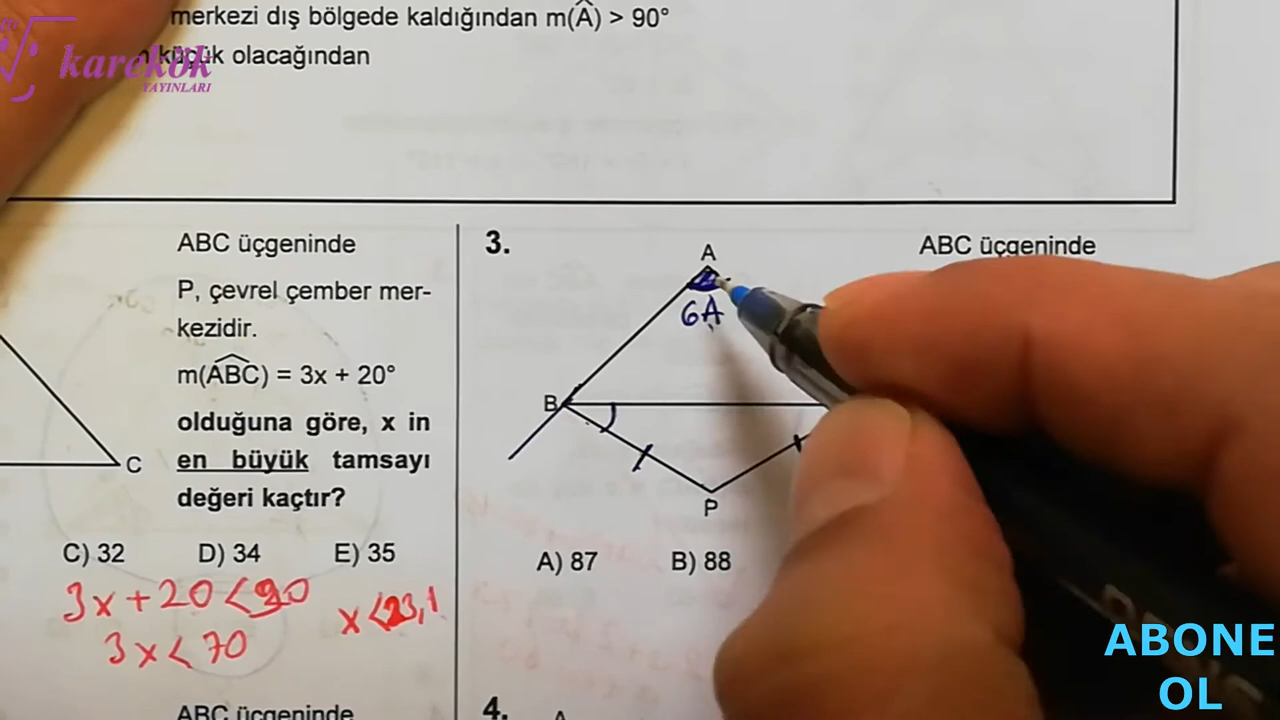 merkezi dış bölgede kaldığından m(Â) > 90°
küçük olacağından
karekök
YAYINLARI
ABC üçgeninde
P, çevrel çember mer-
kezidir.
m(ABC) = 3x + 20°
olduğuna göre, x in
en büyük tamsayı
değeri kaçtır?
C
C) 32 D) 34 E) 35
3x + 20 < 90
3x < 70
x < 23,1
ABC üçgeninde
3.
A
ABC üçgeninde
6A
B
P
A) 87 B) 88
4.
A
ABONE
OL